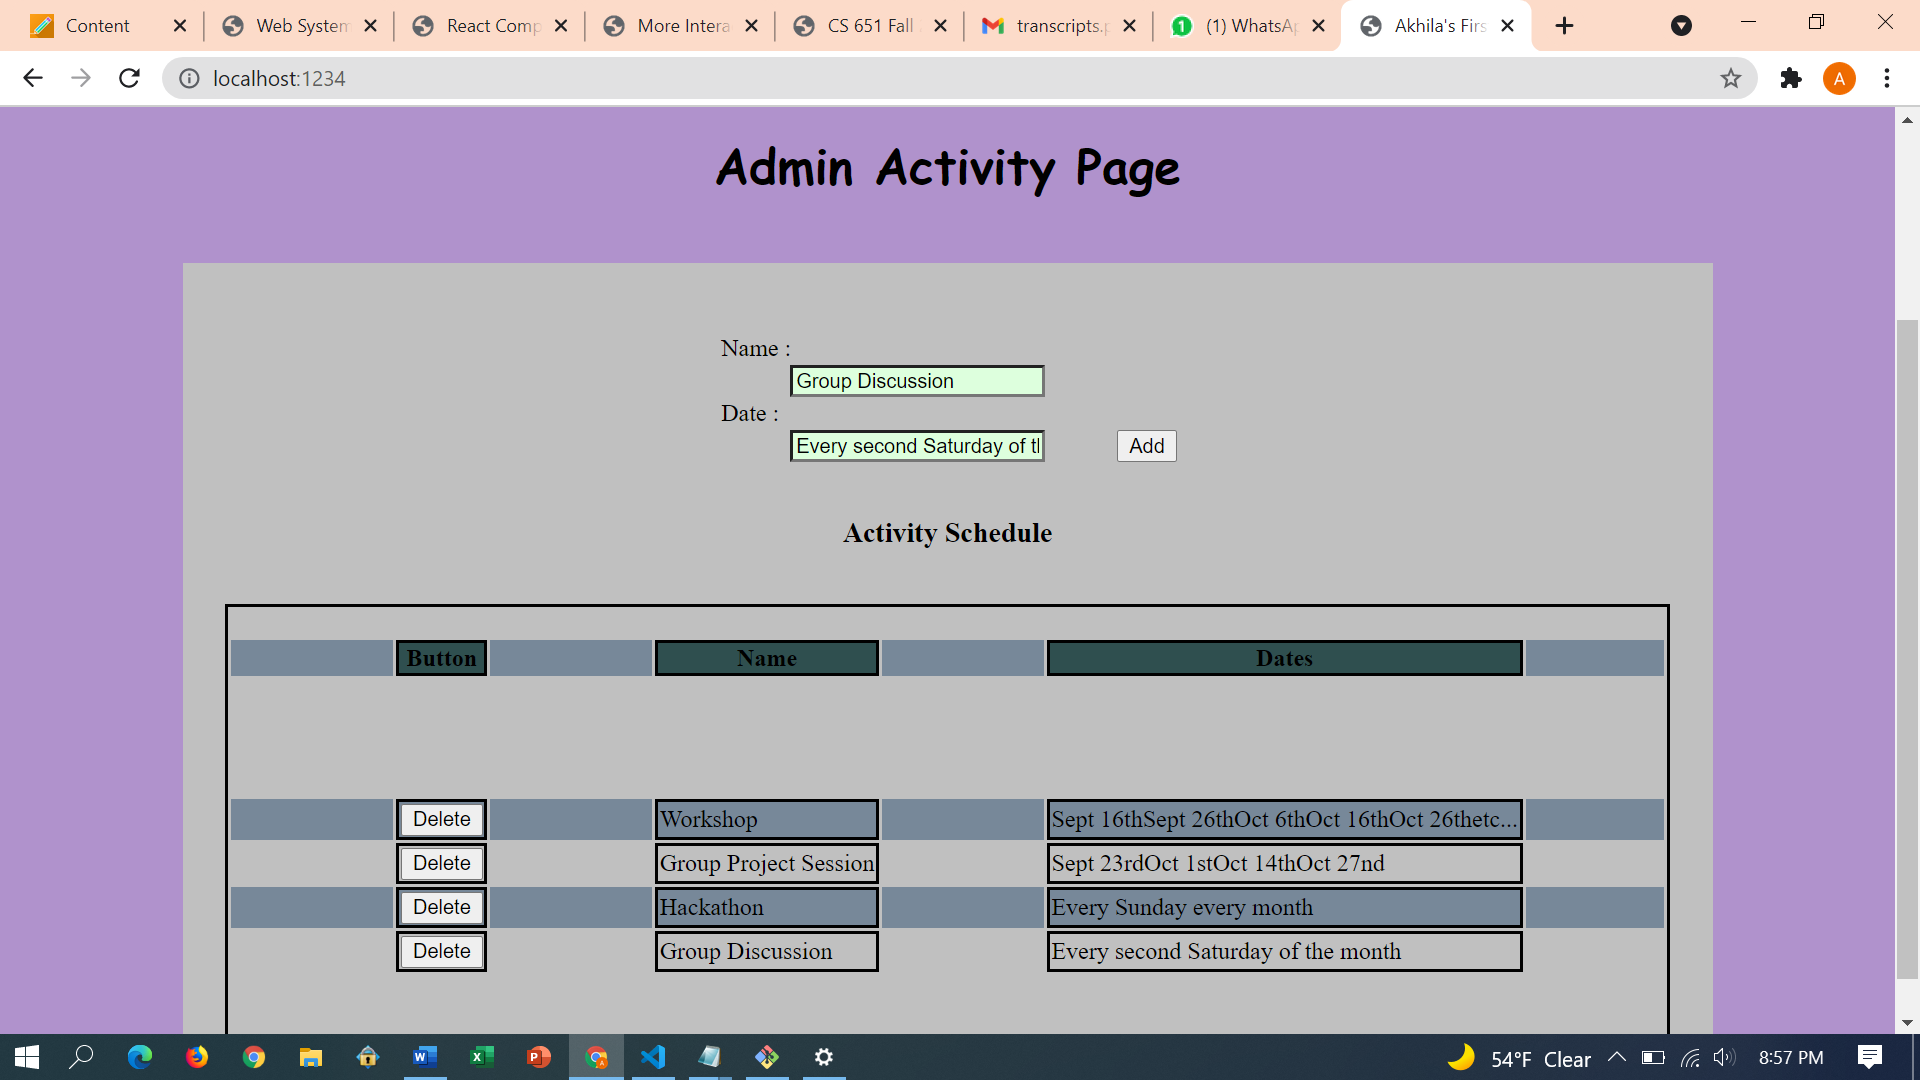 Content
Web System
React Comp
More Intera
CS 651 Fall
transcripts.p
(1) WhatsAp
Akhila's Firs
localhost:1234
A
Admin Activity Page
Name :
Group Discussion
Date :
Every second Saturday of tl
Add
Activity Schedule
Button Name Dates
Delete Workshop Sept 16thSept 26thOct 6thOct 16thOct 26thetc...
Delete Group Project Session Sept 23rdOct 1stOct 14thOct 27nd
Delete Hackathon Every Sunday every month
Delete Group Discussion Every second Saturday of the month
54°F Clear
8:57 PM